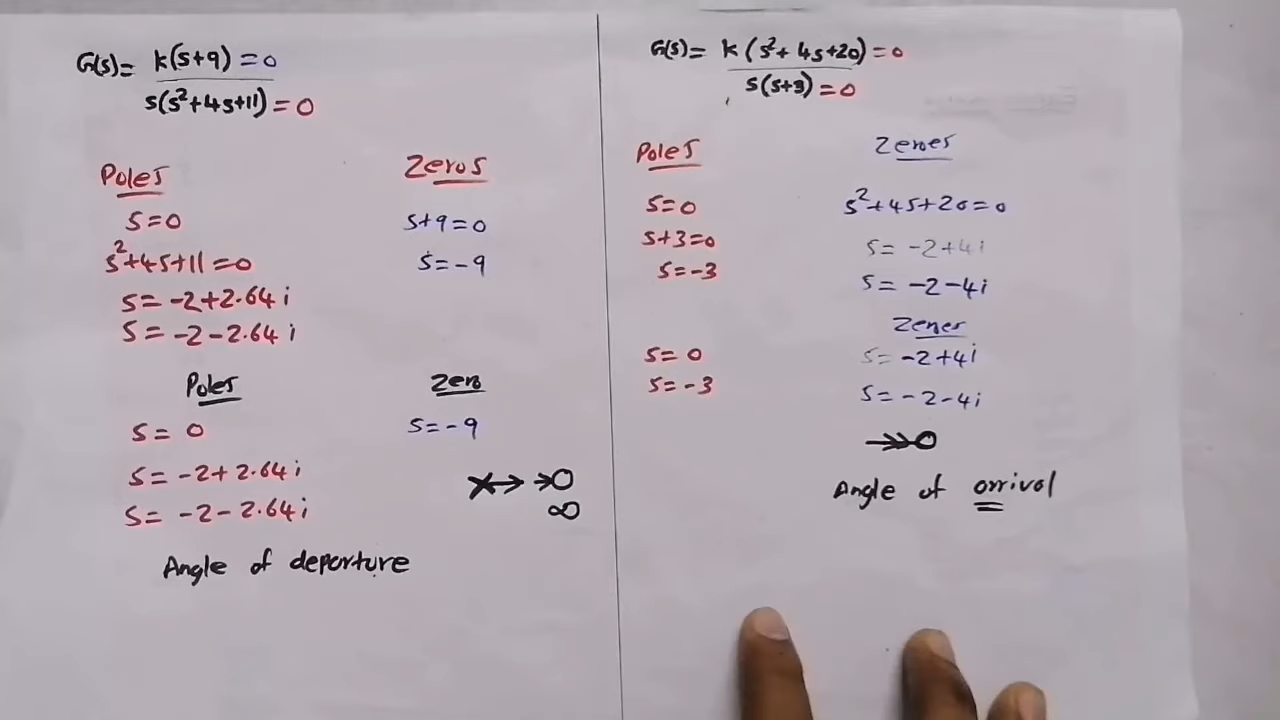 G(s)= K(s+9) =0
s(s²+4s+11) =0
Poles
Zeros
s=0
s+9=0
s²+4s+11=0
s=-9
s=-2+2.64i
s=-2-2.64i
Poles
Zero
s= 0
s=-9
s= -2+2.64i
s= -2-2.64i
∞
Angle of departure
G(s)= K(s²+4s+20) =0
s(s+3) =0
Poles
Zeroes
s=0
s²+4s+20=0
s+3=0
s= -2+4i
s=-3
s= -2-4i
Zeroes
s= 0
s= -2+4i
s=-3
s= -2-4i
Angle of arrival